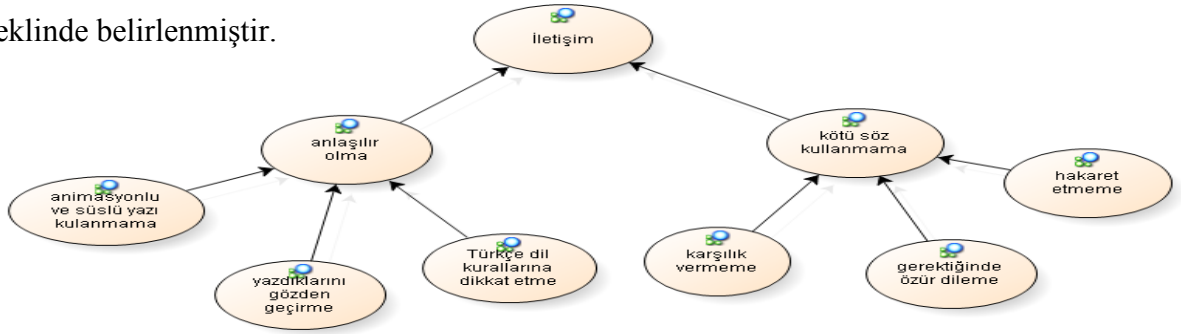 eklinde belirlenmiştir.
İletişim
anlaşılır
olma
kötü söz
kullanmama
animasyonlu
ve süslü yazı
kulanmama
yazdıklarını
gözden
geçirme
Türkçe dil
kurallarına
dikkat etme
karşılık
vermeme
gerektiğinde
özür dileme
hakaret
etmeme